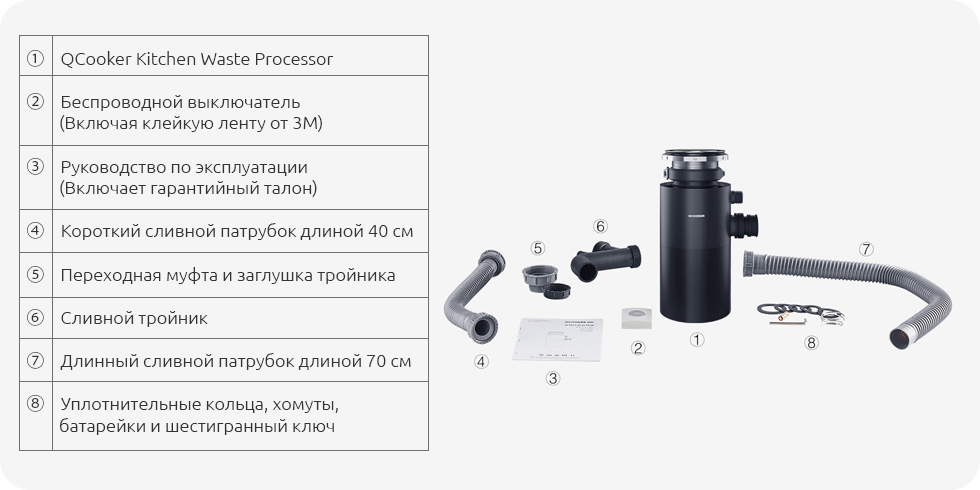 ① QCooker Kitchen Waste Processor
② Беспроводной выключатель
(Включая клейкую ленту от 3M)
③ Руководство по эксплуатации
(Включает гарантийный талон)
④ Короткий сливной патрубок длиной 40 см
⑤ Переходная муфта и заглушка тройника
⑥ Сливной тройник
⑦ Длинный сливной патрубок длиной 70 см
⑧ Уплотнительные кольца, хомуты,
батарейки и шестигранный ключ
⑥
⑤
⑦
④
③
②
①
⑧